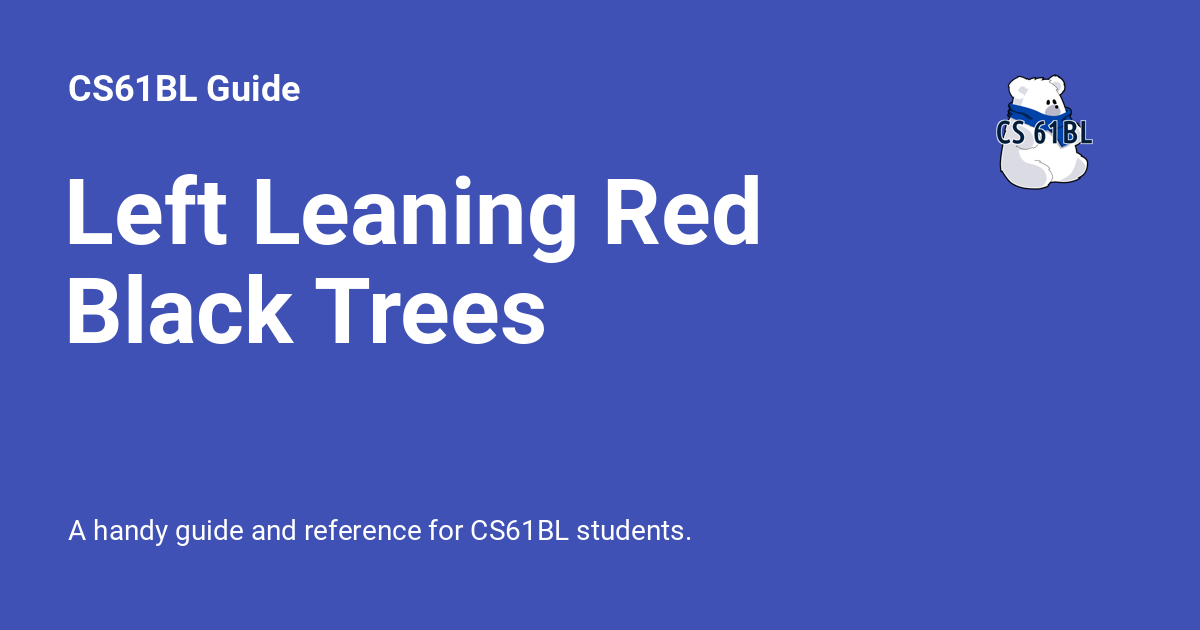 CS61BL Guide
CS 61BL
Left Leaning Red
Black Trees
A handy guide and reference for CS61BL students.